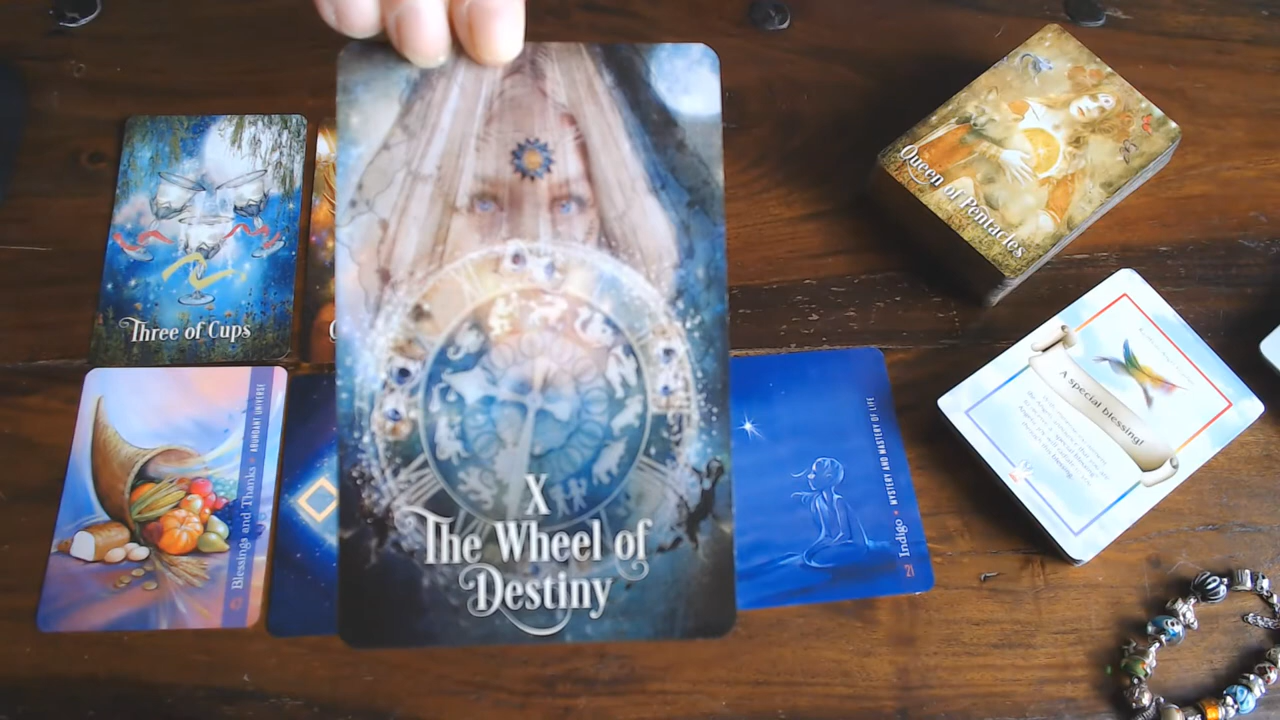 Queen of Pentacles
Three of Cups
A special blessing!
Blessings and Thanks • ABUNDANT UNIVERSE
Indigo • MYSTERY AND MASTERY OF LIFE
21
X
The Wheel of
Destiny